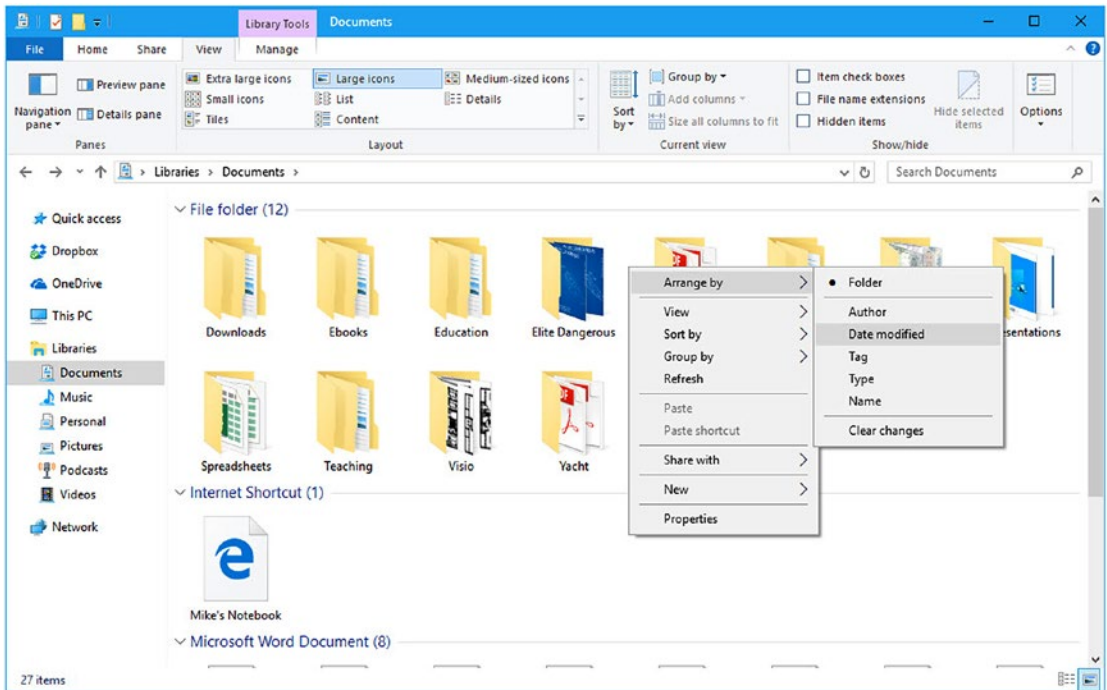 Library Tools Documents
File Home Share View Manage
Navigation pane
Preview pane
Details pane
Panes
Extra large icons Large icons Medium-sized icons
Small icons List Details
Tiles Content
Layout
Sort by
Group by
Add columns
Size all columns to fit
Current view
Item check boxes
File name extensions
Hidden items
Hide selected items
Show/hide
Options
Libraries > Documents >
Search Documents
Quick access
Dropbox
OneDrive
This PC
Libraries
Documents
Music
Personal
Pictures
Podcasts
Videos
Network
File folder (12)
Downloads Ebooks Education Elite Dangerous
esentations
Spreadsheets Teaching Visio Yacht
Internet Shortcut (1)
Mike's Notebook
Microsoft Word Document (8)
Arrange by
View
Sort by
Group by
Refresh
Paste
Paste shortcut
Share with
New
Properties
Folder
Author
Date modified
Tag
Type
Name
Clear changes
27 items